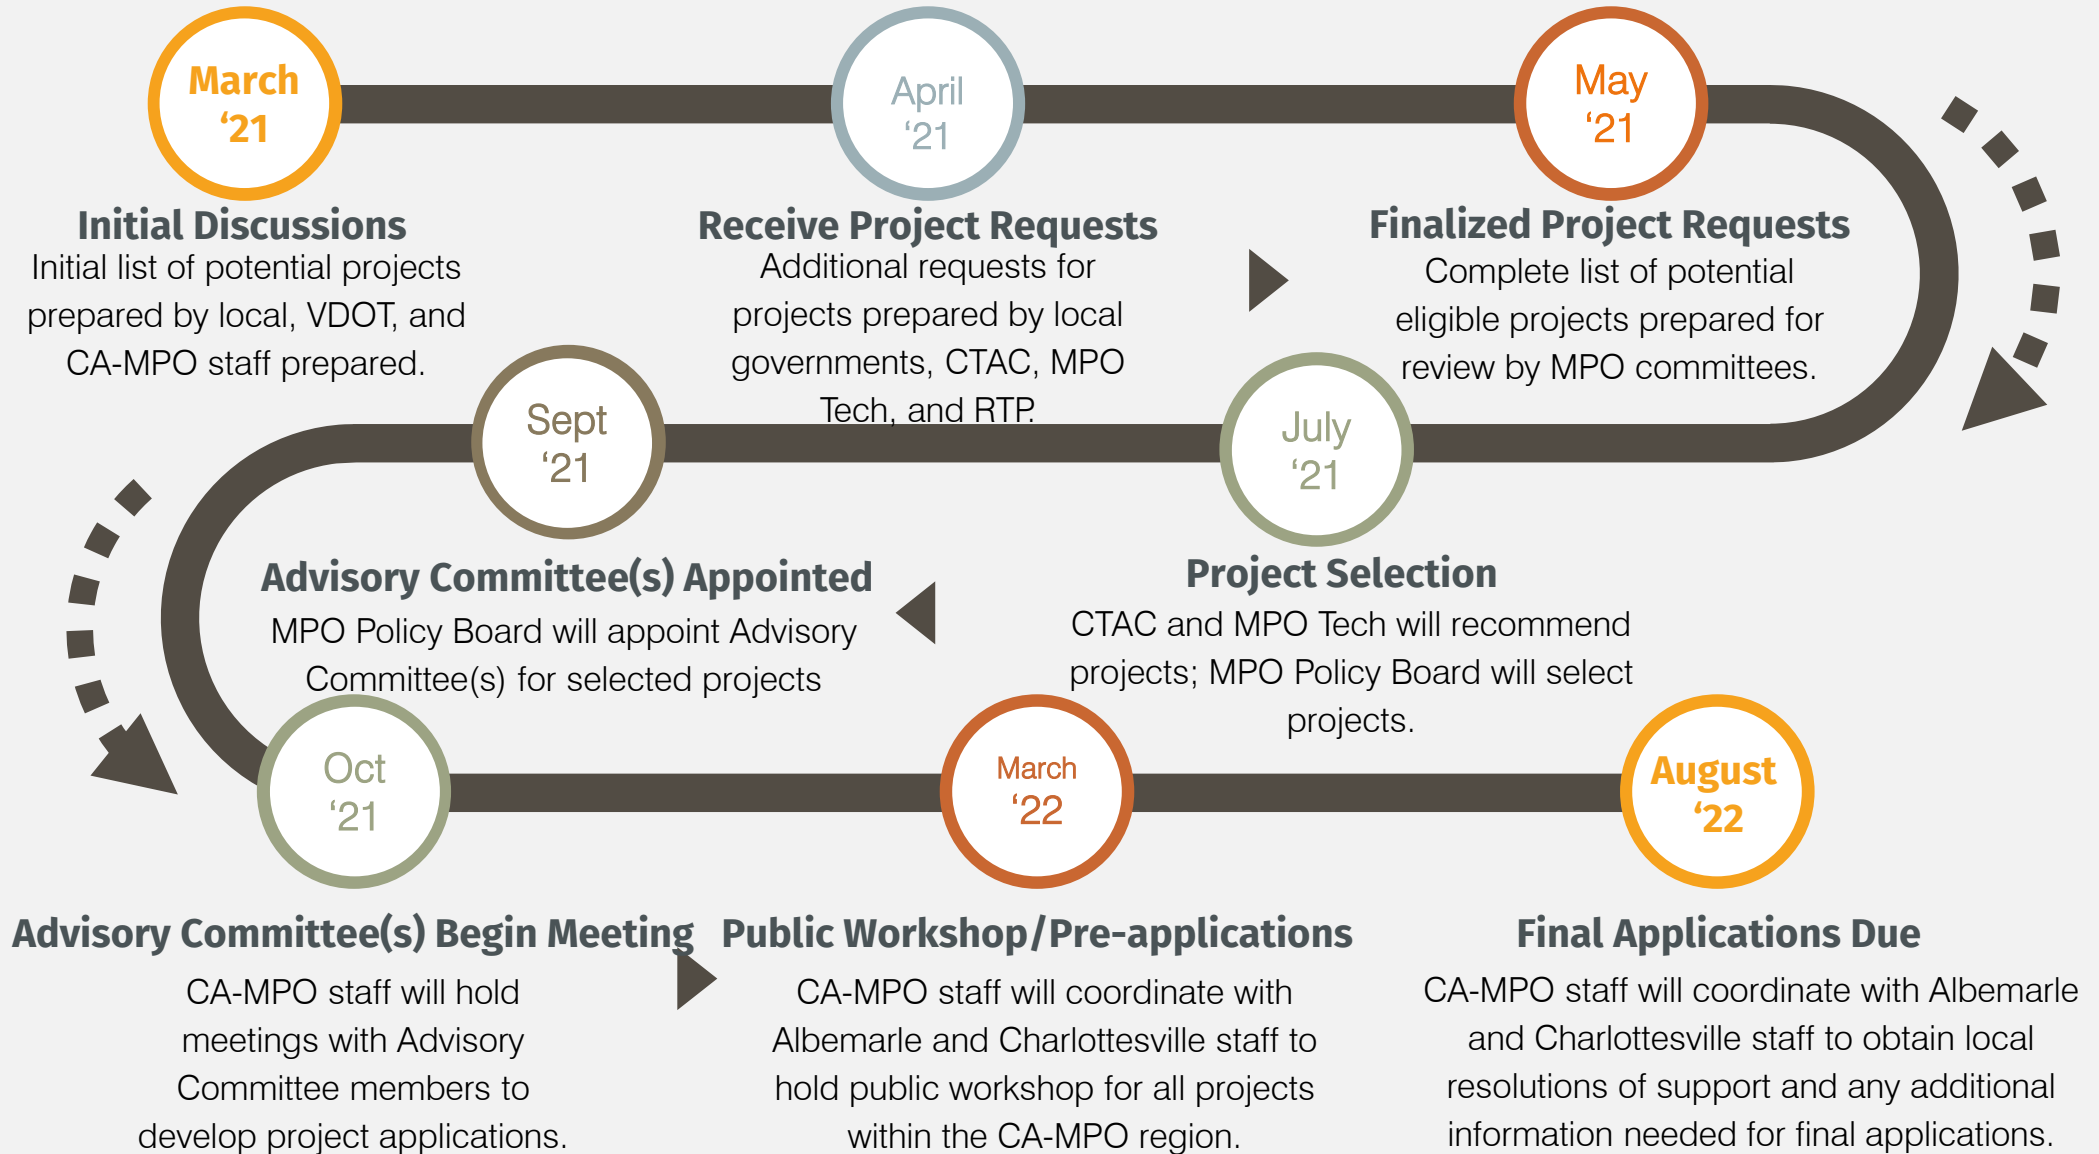 March
‘21
Initial Discussions
Initial list of potential projects
prepared by local, VDOT, and
CA-MPO staff prepared.
April
‘21
Receive Project Requests
Additional requests for
projects prepared by local
governments, CTAC, MPO
Tech, and RTP.
May
‘21
Finalized Project Requests
Complete list of potential
eligible projects prepared for
review by MPO committees.
July
‘21
Project Selection
CTAC and MPO Tech will recommend
projects; MPO Policy Board will select
projects.
Sept
‘21
Advisory Committee(s) Appointed
MPO Policy Board will appoint Advisory
Committee(s) for selected projects
Oct
‘21
Advisory Committee(s) Begin Meeting
CA-MPO staff will hold
meetings with Advisory
Committee members to
develop project applications.
March
‘22
Public Workshop/Pre-applications
CA-MPO staff will coordinate with
Albemarle and Charlottesville staff to
hold public workshop for all projects
within the CA-MPO region.
August
‘22
Final Applications Due
CA-MPO staff will coordinate with Albemarle
and Charlottesville staff to obtain local
resolutions of support and any additional
information needed for final applications.